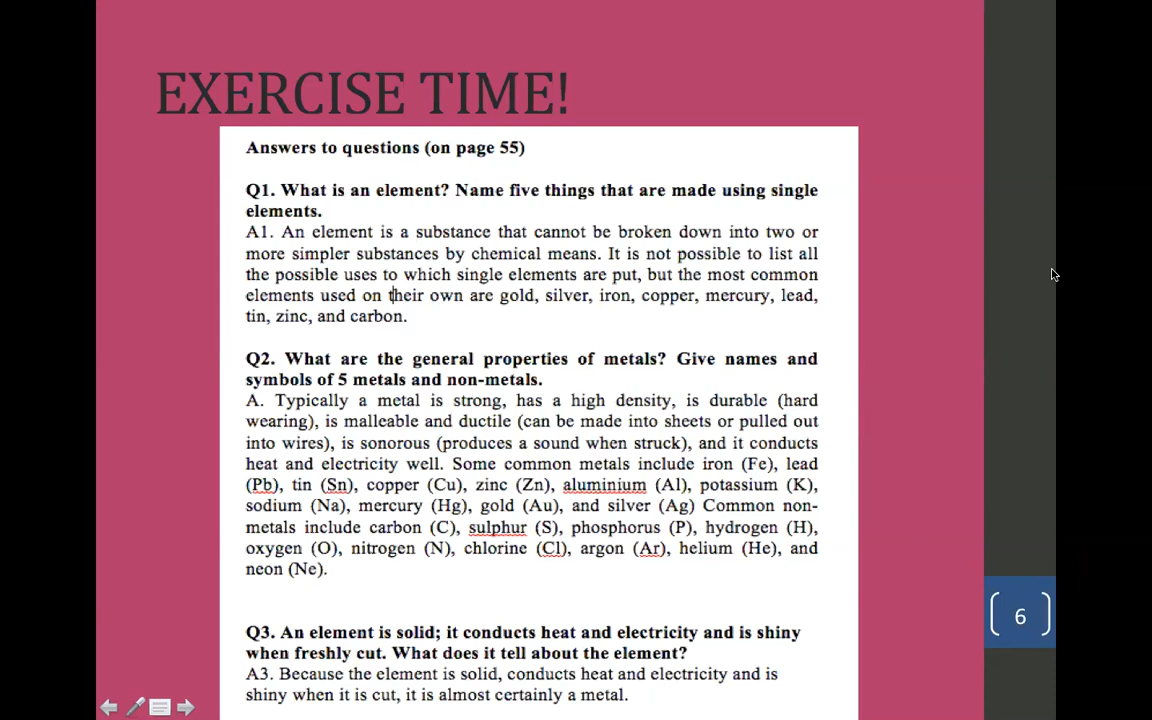 EXERCISE TIME!
Answers to questions (on page 55)
Q1. What is an element? Name five things that are made using single
elements.
A1. An element is a substance that cannot be broken down into two or
more simpler substances by chemical means. It is not possible to list all
the possible uses to which single elements are put, but the most common
elements used on their own are gold, silver, iron, copper, mercury, lead,
tin, zinc, and carbon.
Q2. What are the general properties of metals? Give names and
symbols of 5 metals and non-metals.
A. Typically a metal is strong, has a high density, is durable (hard
wearing), is malleable and ductile (can be made into sheets or pulled out
into wires), is sonorous (produces a sound when struck), and it conducts
heat and electricity well. Some common metals include iron (Fe), lead
(Pb), tin (Sn), copper (Cu), zinc (Zn), aluminium (Al), potassium (K),
sodium (Na), mercury (Hg), gold (Au), and silver (Ag) Common non-
metals include carbon (C), sulphur (S), phosphorus (P), hydrogen (H),
oxygen (O), nitrogen (N), chlorine (Cl), argon (Ar), helium (He), and
neon (Ne).
Q3. An element is solid; it conducts heat and electricity and is shiny
when freshly cut. What does it tell about the element?
A3. Because the element is solid, conducts heat and electricity and is
shiny when it is cut, it is almost certainly a metal.
6